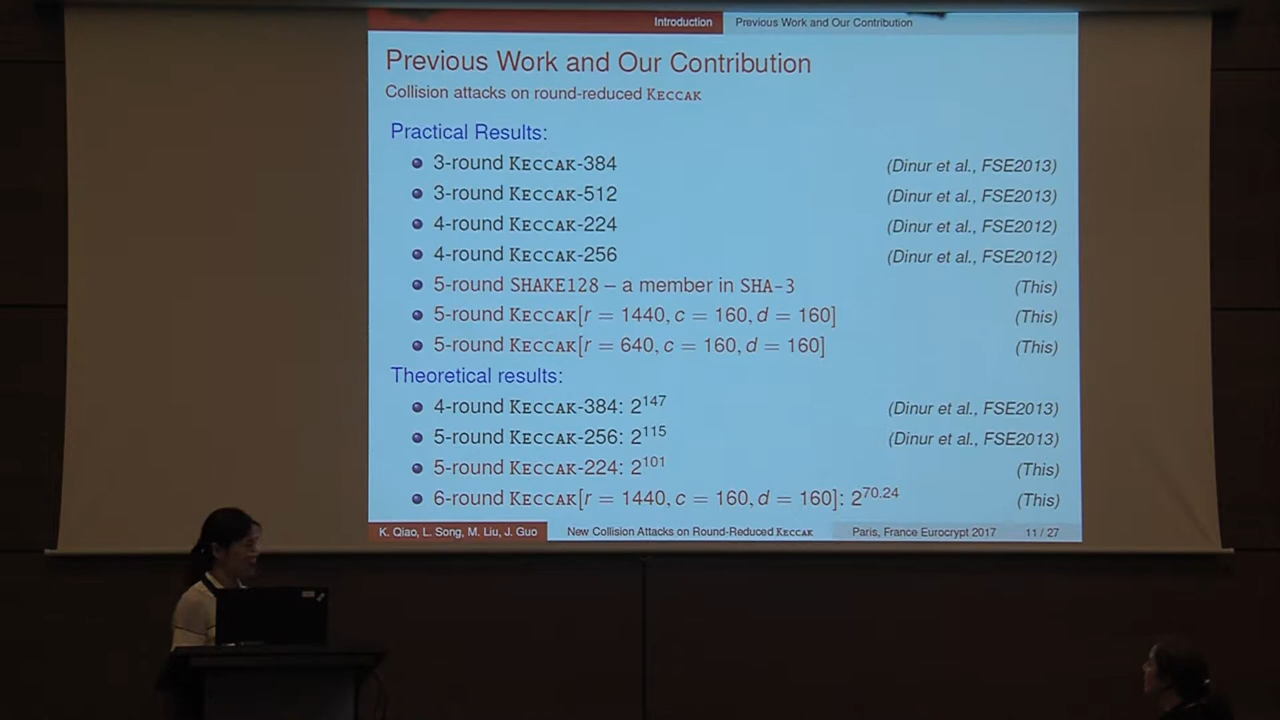 Introduction Previous Work and Our Contribution
Previous Work and Our Contribution
Collision attacks on round-reduced KECCAK
Practical Results:
3-round KECCAK-384 (Dinur et al., FSE2013)
3-round KECCAK-512 (Dinur et al., FSE2013)
4-round KECCAK-224 (Dinur et al., FSE2012)
4-round KECCAK-256 (Dinur et al., FSE2012)
5-round SHAKE128 – a member in SHA-3 (This)
5-round KECCAK[r = 1440, c = 160, d = 160] (This)
5-round KECCAK[r = 640, c = 160, d = 160] (This)
Theoretical results:
4-round KECCAK-384: 2^147 (Dinur et al., FSE2013)
5-round KECCAK-256: 2^115 (Dinur et al., FSE2013)
5-round KECCAK-224: 2^101 (This)
6-round KECCAK[r = 1440, c = 160, d = 160]: 2^70.24 (This)
K. Qiao, L. Song, M. Liu, J. Guo New Collision Attacks on Round-Reduced KECCAK Paris, France Eurocrypt 2017 11 / 27